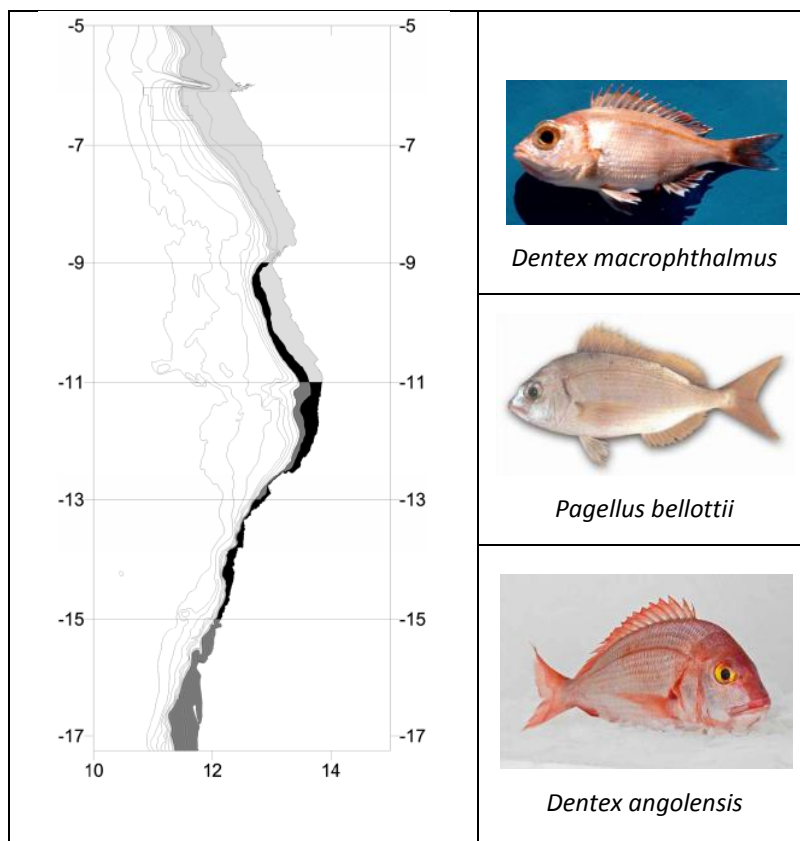 -5 -5
-7 -7
-9 -9
-11 -11
-13 -13
-15 -15
-17 -17
10 12 14
Dentex macrophthalmus
Pagellus bellottii
Dentex angolensis